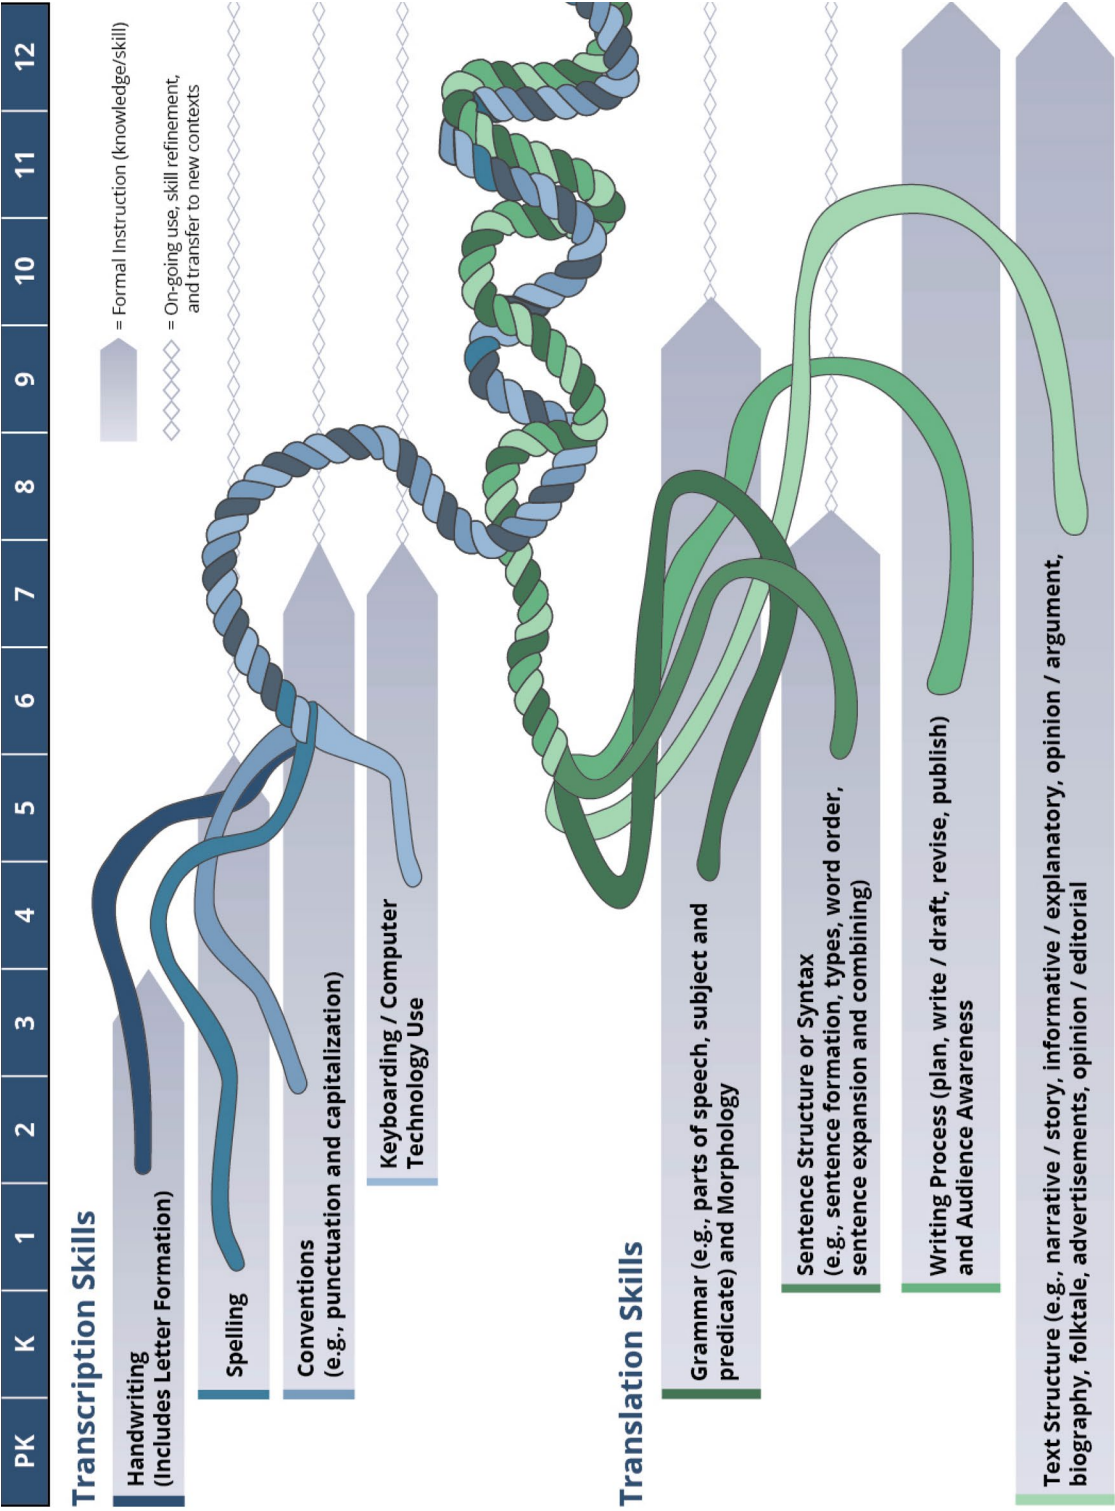 PK K 1 2 3 4 5 6 7 8 9 10 11 12
Transcription Skills
= Formal Instruction (knowledge/skill)
= On-going use, skill refinement,
and transfer to new contexts
Handwriting
(Includes Letter Formation)
Spelling
Conventions
(e.g., punctuation and capitalization)
Keyboarding / Computer
Technology Use
Translation Skills
Grammar (e.g., parts of speech, subject and
predicate) and Morphology
Sentence Structure or Syntax
(e.g., sentence formation, types, word order,
sentence expansion and combining)
Writing Process (plan, write / draft, revise, publish)
and Audience Awareness
Text Structure (e.g., narrative / story, informative / explanatory, opinion / argument,
biography, folktale, advertisements, opinion / editorial